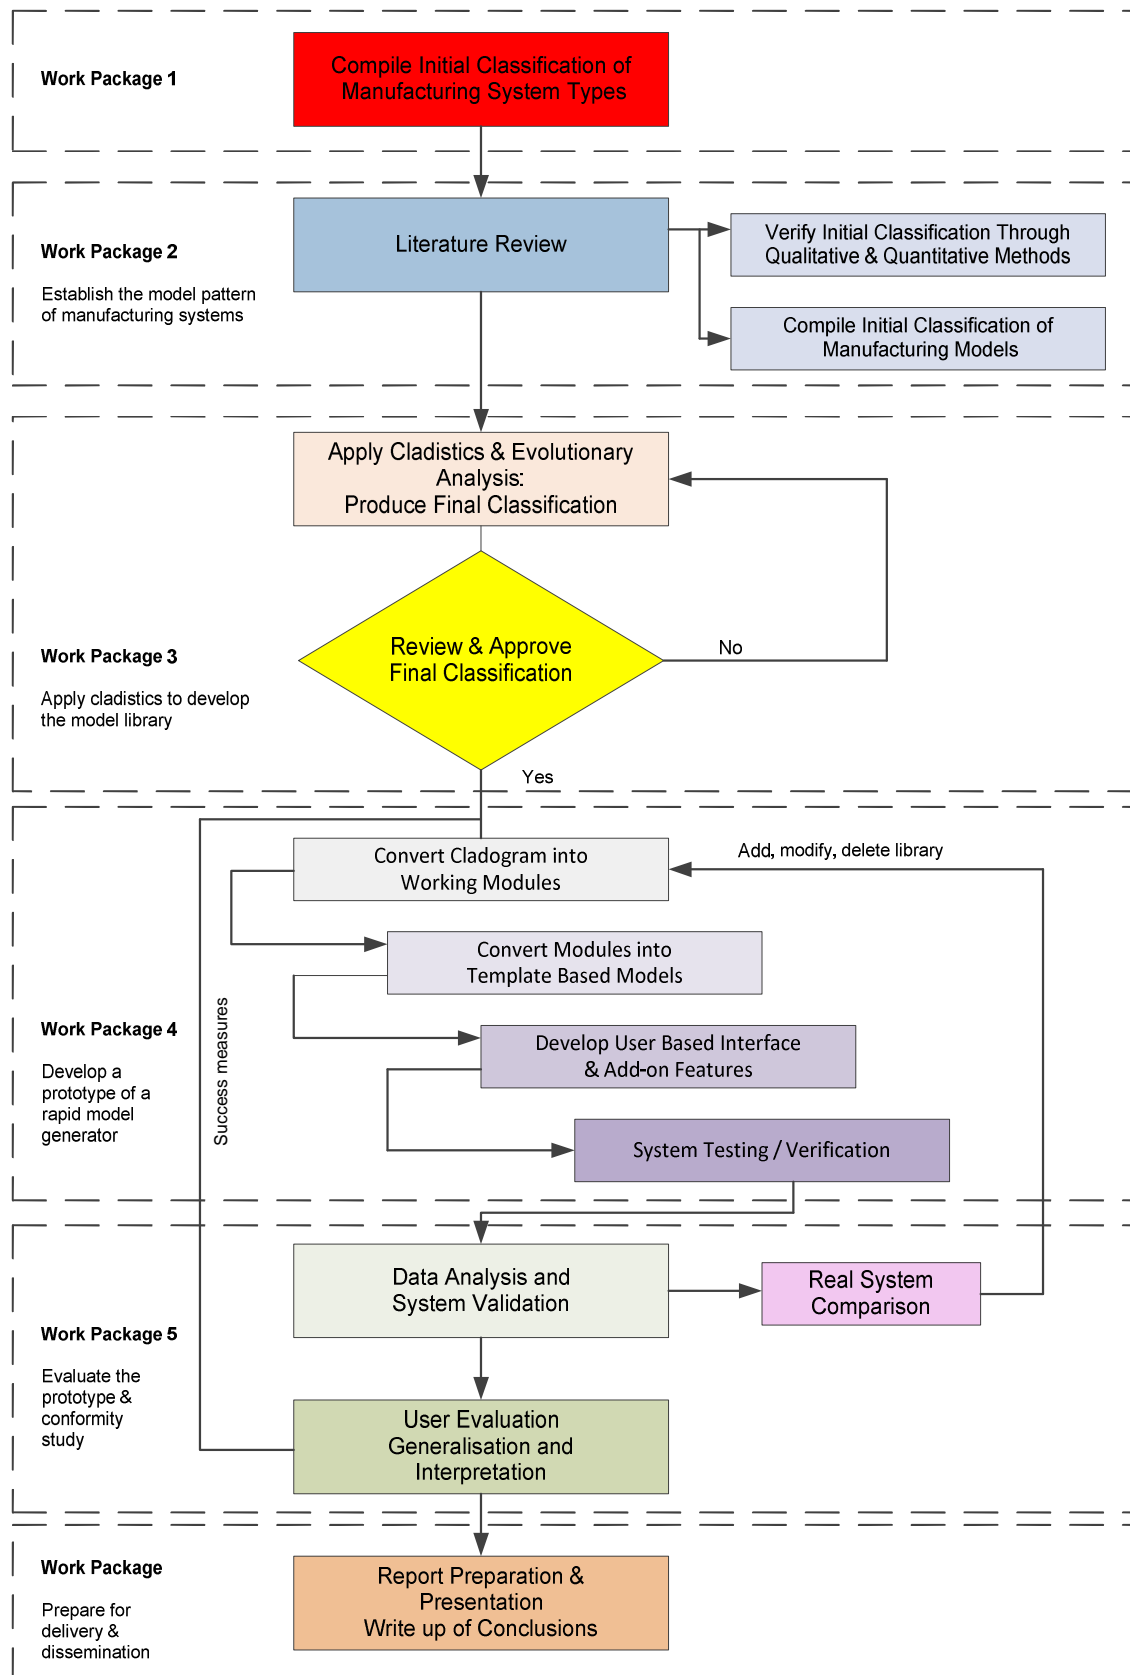 Work Package 1
Compile Initial Classification of
Manufacturing System Types
Work Package 2
Establish the model pattern
of manufacturing systems
Literature Review
Verify Initial Classification Through
Qualitative & Quantitative Methods
Compile Initial Classification of
Manufacturing Models
Apply Cladistics & Evolutionary
Analysis:
Produce Final Classification
Work Package 3
Apply cladistics to develop
the model library
Review & Approve
Final Classification
No
Yes
Convert Cladogram into
Working Modules
Add, modify, delete library
Convert Modules into
Template Based Models
Success measures
Work Package 4
Develop a
prototype of a
rapid model
generator
Develop User Based Interface
& Add-on Features
System Testing / Verification
Data Analysis and
System Validation
Real System
Comparison
Work Package 5
Evaluate the
prototype &
conformity
study
User Evaluation
Generalisation and
Interpretation
Work Package
Prepare for
delivery &
dissemination
Report Preparation &
Presentation
Write up of Conclusions